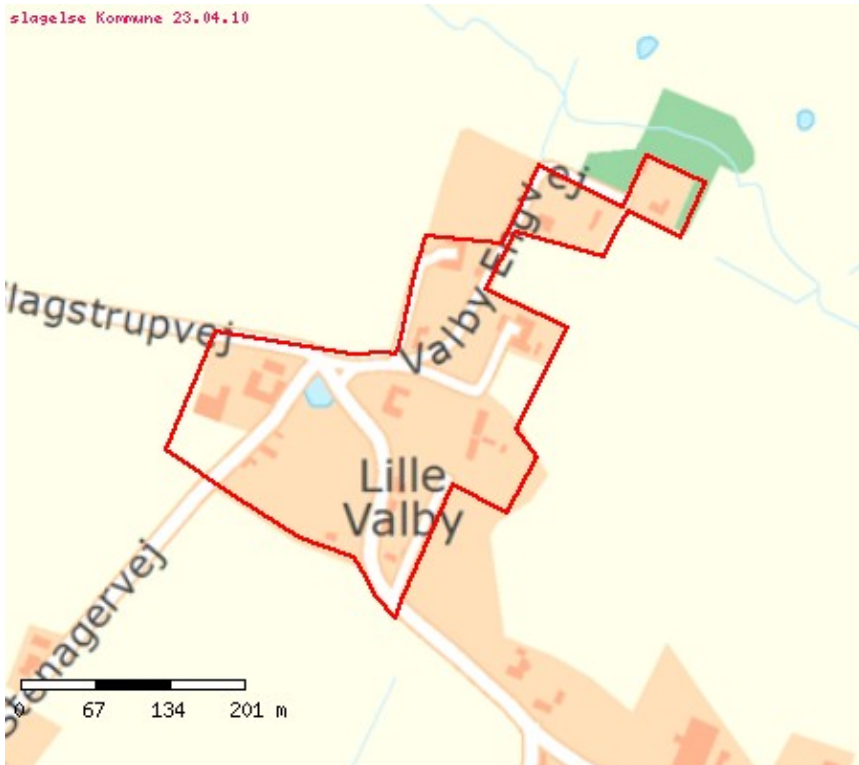 slagelse Kommune 23.04.10
Valby Engvej
lagstrupvej
Lille
Valby
Stenagervej
0 67 134 201 m